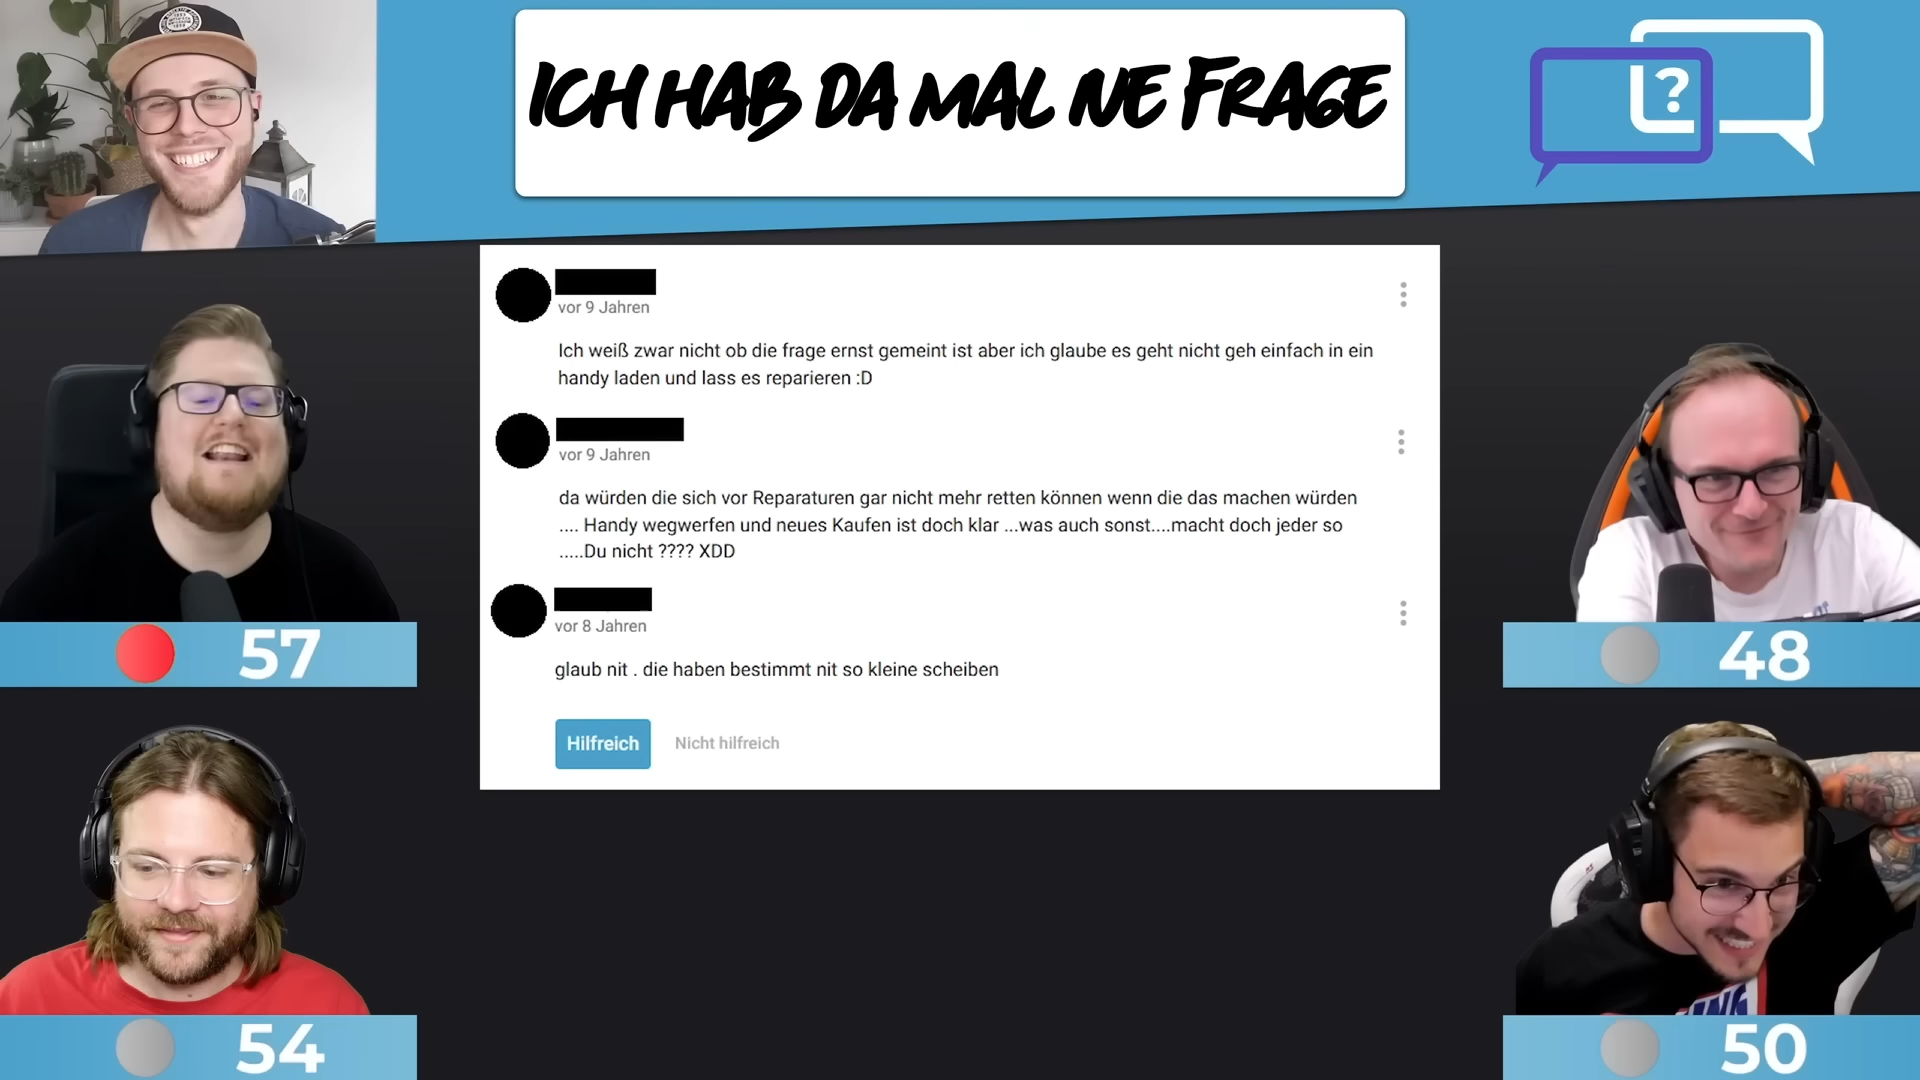 ICH HAB DA MAL NE FRAGE
?
vor 9 Jahren
Ich weiß zwar nicht ob die frage ernst gemeint ist aber ich glaube es geht nicht geh einfach in ein
handy laden und lass es reparieren :D
vor 9 Jahren
da würden die sich vor Reparaturen gar nicht mehr retten können wenn die das machen würden
.... Handy wegwerfen und neues Kaufen ist doch klar ...was auch sonst....macht doch jeder so
.....Du nicht ???? XDD
vor 8 Jahren
glaub nit . die haben bestimmt nit so kleine scheiben
Hilfreich Nicht hilfreich
57
48
54
50